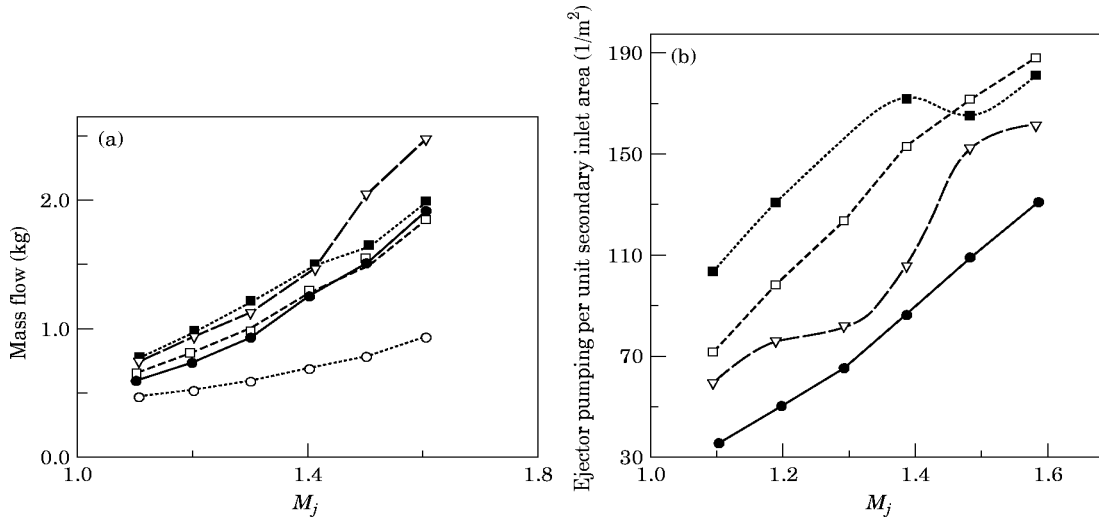 (a)
Mass flow (kg)
2.0
1.0
0.0
1.0
1.4
1.8
M_j
(b)
Ejector pumping per unit secondary inlet area (1/m²)
190
150
110
70
30
1.0
1.2
1.4
1.6
M_j